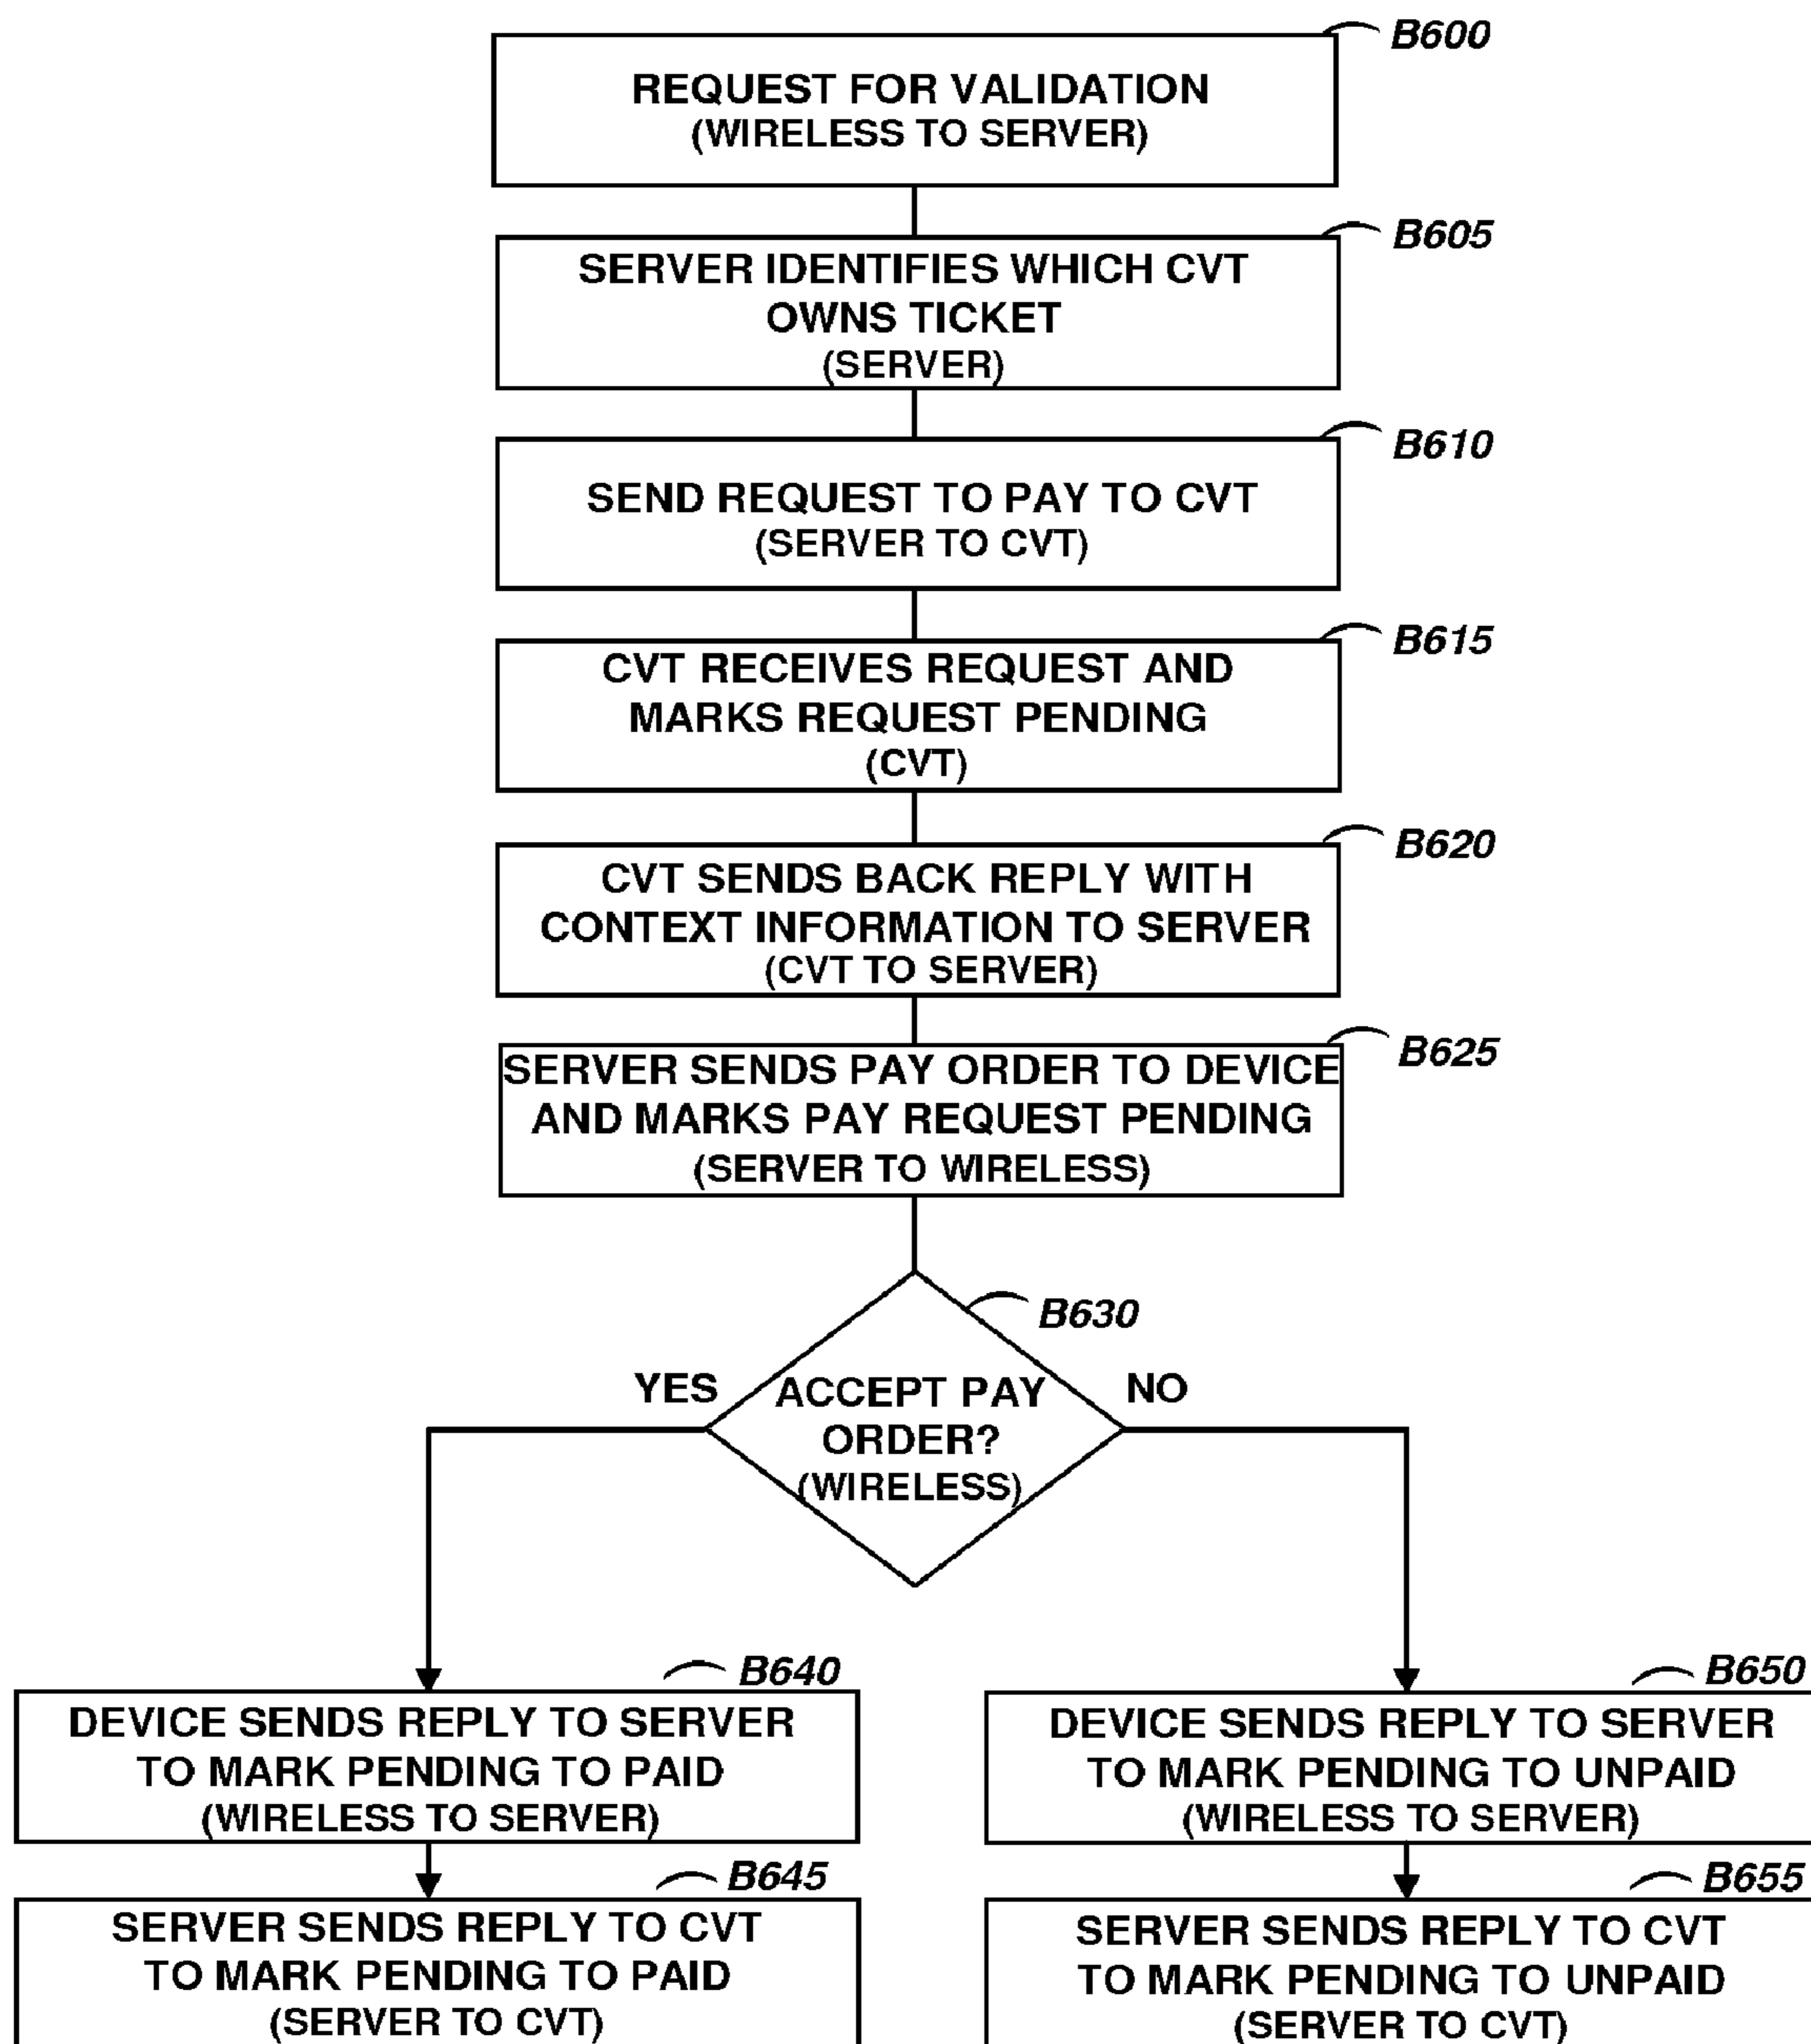 B600
REQUEST FOR VALIDATION
(WIRELESS TO SERVER)
B605
SERVER IDENTIFIES WHICH CVT
OWNS TICKET
(SERVER)
B610
SEND REQUEST TO PAY TO CVT
(SERVER TO CVT)
B615
CVT RECEIVES REQUEST AND
MARKS REQUEST PENDING
(CVT)
B620
CVT SENDS BACK REPLY WITH
CONTEXT INFORMATION TO SERVER
(CVT TO SERVER)
B625
SERVER SENDS PAY ORDER TO DEVICE
AND MARKS PAY REQUEST PENDING
(SERVER TO WIRELESS)
B630
YES
NO
ACCEPT PAY
ORDER?
(WIRELESS)
B640
DEVICE SENDS REPLY TO SERVER
TO MARK PENDING TO PAID
(WIRELESS TO SERVER)
B645
SERVER SENDS REPLY TO CVT
TO MARK PENDING TO PAID
(SERVER TO CVT)
B650
DEVICE SENDS REPLY TO SERVER
TO MARK PENDING TO UNPAID
(WIRELESS TO SERVER)
B655
SERVER SENDS REPLY TO CVT
TO MARK PENDING TO UNPAID
(SERVER TO CVT)